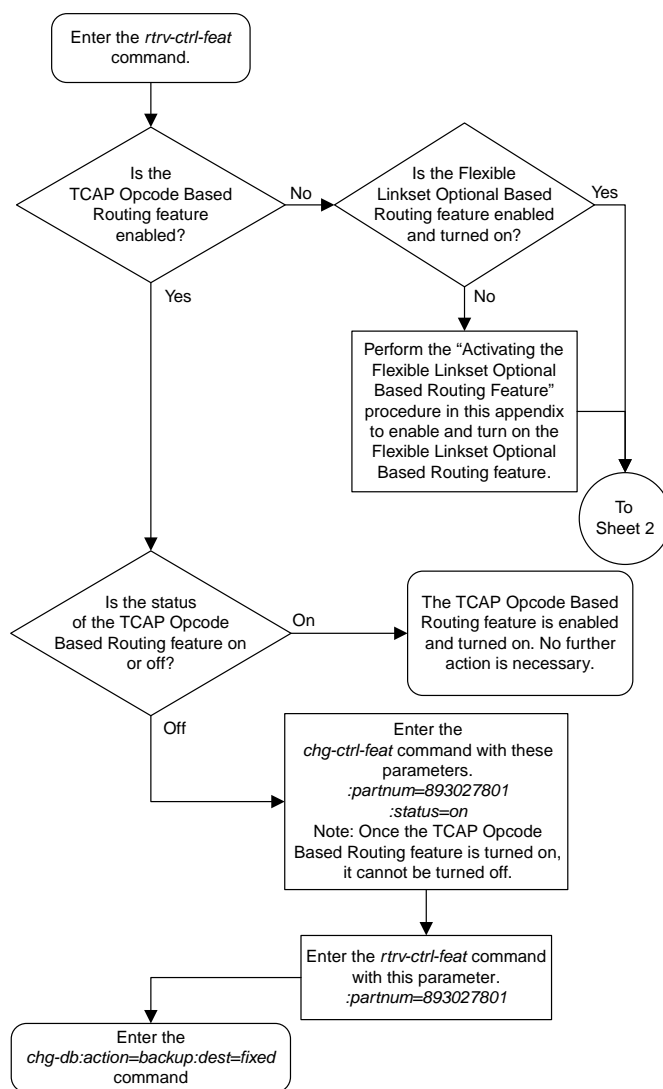 Enter the rtrv-ctrl-feat
command.
Is the
TCAP Opcode Based
Routing feature
enabled?
No
Is the Flexible
Linkset Optional Based
Routing feature enabled
and turned on?
Yes
Yes
No
Perform the “Activating the
Flexible Linkset Optional
Based Routing Feature”
procedure in this appendix
to enable and turn on the
Flexible Linkset Optional
Based Routing feature.
To
Sheet 2
Is the status
of the TCAP Opcode
Based Routing feature on
or off?
On
The TCAP Opcode Based
Routing feature is enabled
and turned on. No further
action is necessary.
Off
Enter the
chg-ctrl-feat command with these
parameters.
:partnum=893027801
:status=on
Note: Once the TCAP Opcode
Based Routing feature is turned on,
it cannot be turned off.
Enter the rtrv-ctrl-feat command
with this parameter.
:partnum=893027801
Enter the
chg-db:action=backup:dest=fixed
command